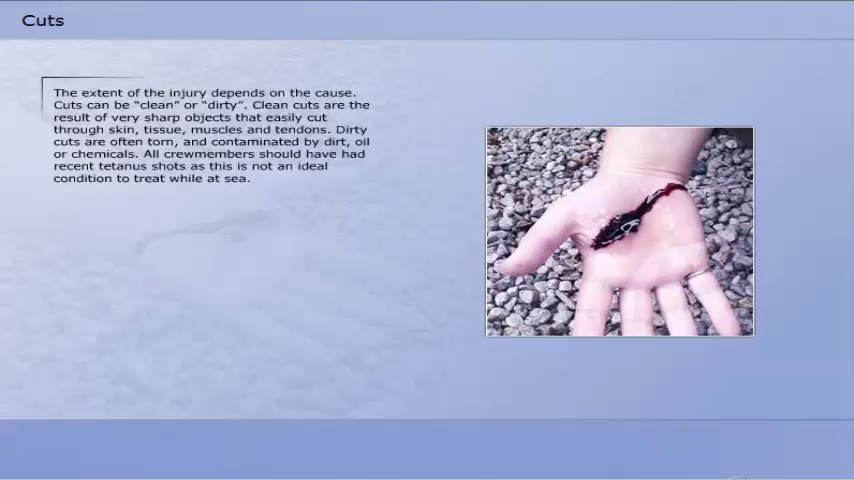 Cuts
The extent of the injury depends on the cause.
Cuts can be “clean” or “dirty”. Clean cuts are the
result of very sharp objects that easily cut
through skin, tissue, muscles and tendons. Dirty
cuts are often torn, and contaminated by dirt, oil
or chemicals. All crewmembers should have had
recent tetanus shots as this is not an ideal
condition to treat while at sea.